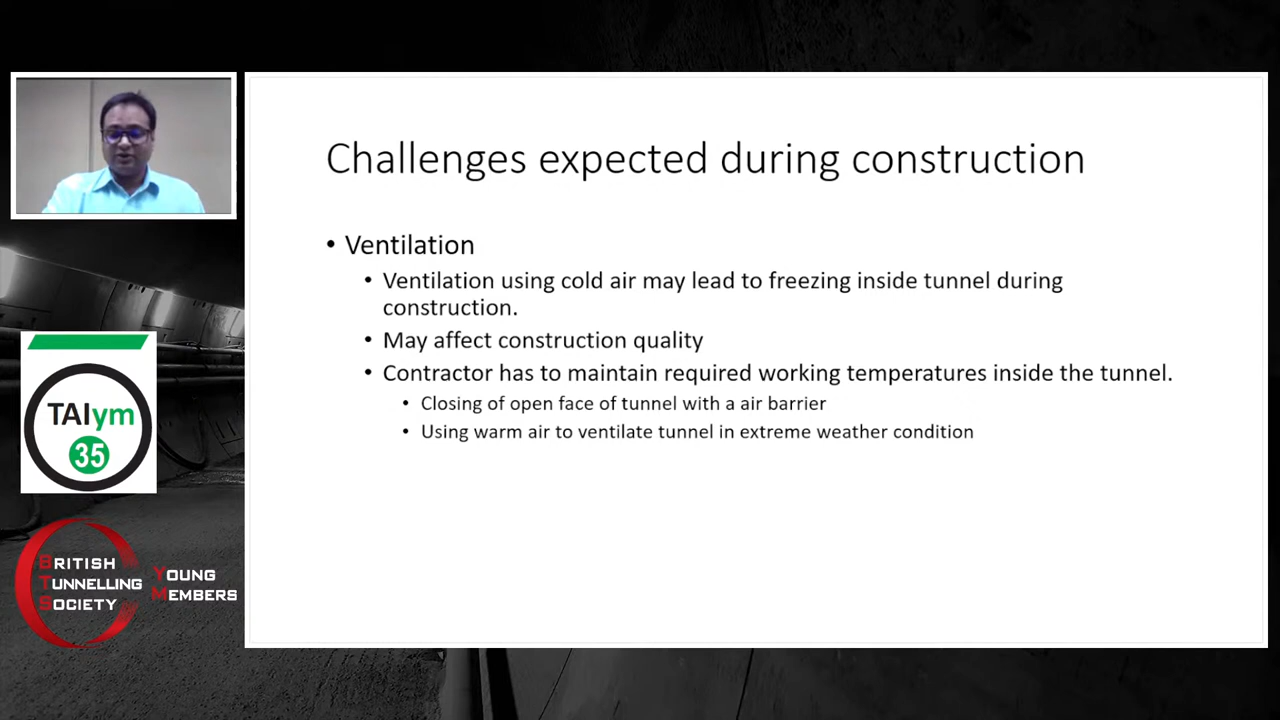 Challenges expected during construction
• Ventilation
• Ventilation using cold air may lead to freezing inside tunnel during
construction.
• May affect construction quality
• Contractor has to maintain required working temperatures inside the tunnel.
• Closing of open face of tunnel with a air barrier
• Using warm air to ventilate tunnel in extreme weather condition
TAIym
35
BRITISH
TUNNELLING
SOCIETY
YOUNG
MEMBERS